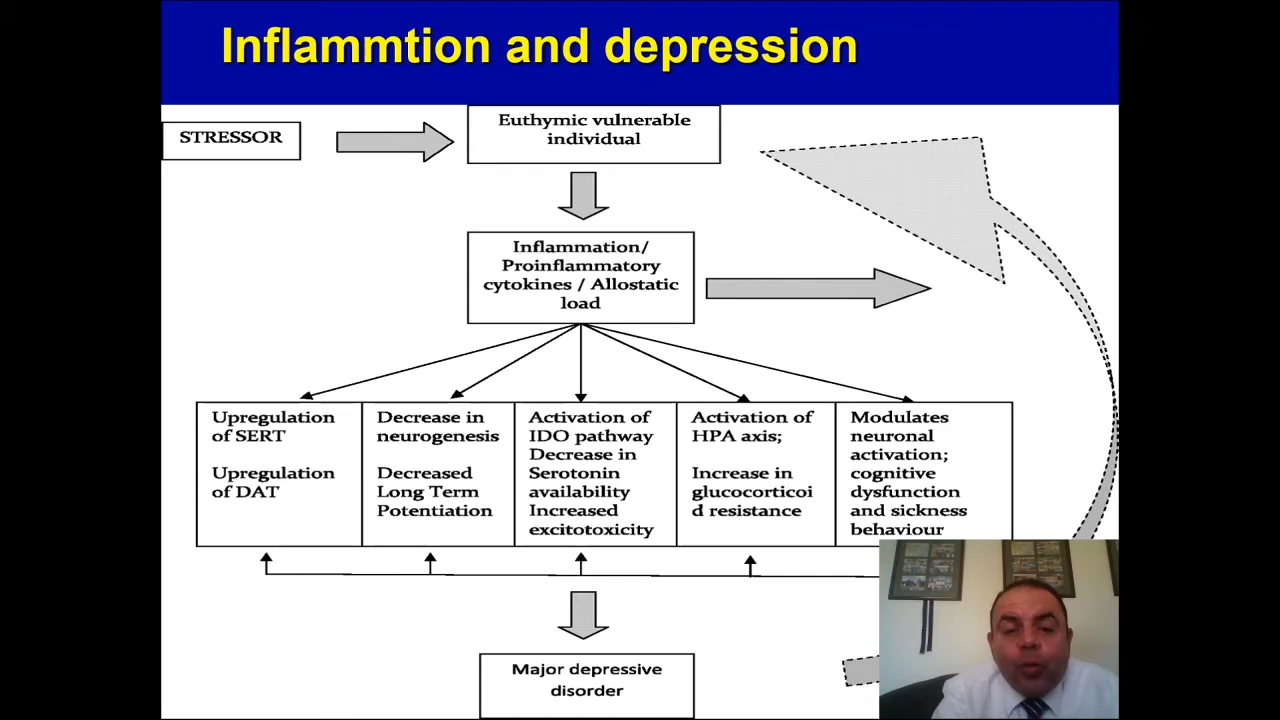 Inflammtion and depression
STRESSOR
Euthymic vulnerable
individual
Inflammation/
Proinflammatory
cytokines / Allostatic
load
Upregulation
of SERT
Upregulation
of DAT
Decrease in
neurogenesis
Decreased
Long Term
Potentiation
Activation of
IDO pathway
Decrease in
Serotonin
availability
Increased
excitotoxicity
Activation of
HPA axis;
Increase in
glucocorticoi
d resistance
Modulates
neuronal
activation;
cognitive
dysfunction
and sickness
behaviour
Major depressive
disorder